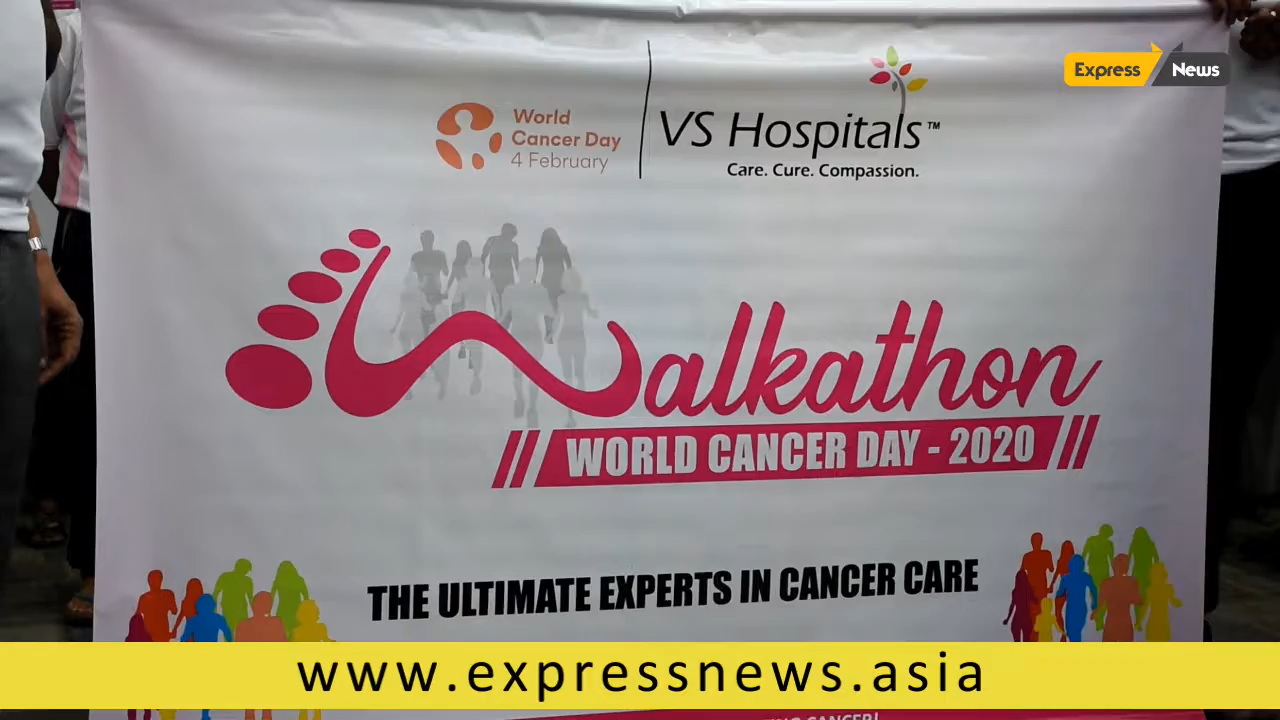 Express News
World
Cancer Day
4 February
VS Hospitals™
Care. Cure. Compassion.
Walkathon
WORLD CANCER DAY - 2020
THE ULTIMATE EXPERTS IN CANCER CARE
www.expressnews.asia
CANCER!